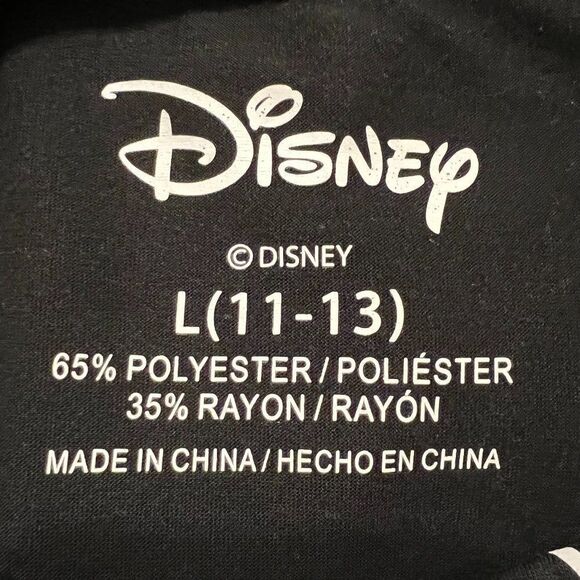 Disney
© DISNEY
L(11-13)
65% POLYESTER / POLIÉSTER
35% RAYON / RAYÓN
MADE IN CHINA / HECHO EN CHINA